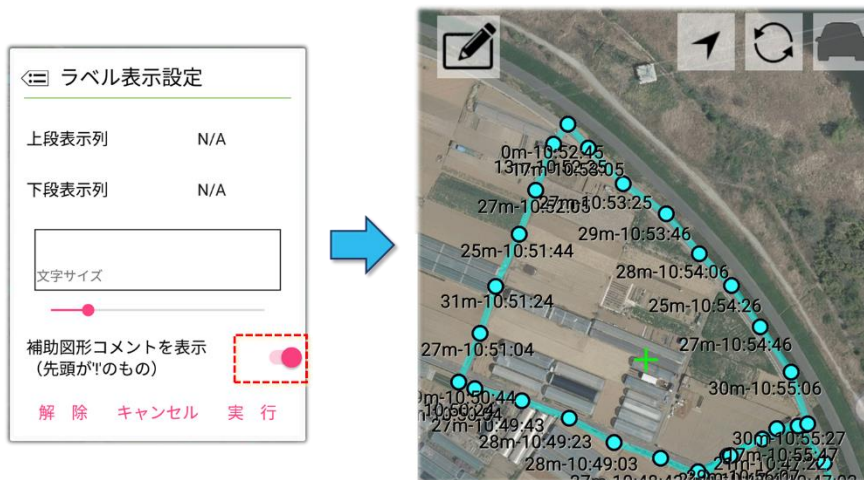 ラベル表示設定
上段表示列 N/A
下段表示列 N/A
文字サイズ
補助図形コメントを表示
（先頭が'!'のもの）
解 除 キャンセル 実 行
0m-10:52:45
27m-10:52:05
27m-10:53:25
29m-10:53:46
25m-10:51:44
28m-10:54:06
31m-10:51:24
25m-10:54:26
27m-10:51:04
27m-10:54:46
30m-10:55:06
27m-10:49:43
28m-10:49:23
30m-10:55:27
28m-10:49:03